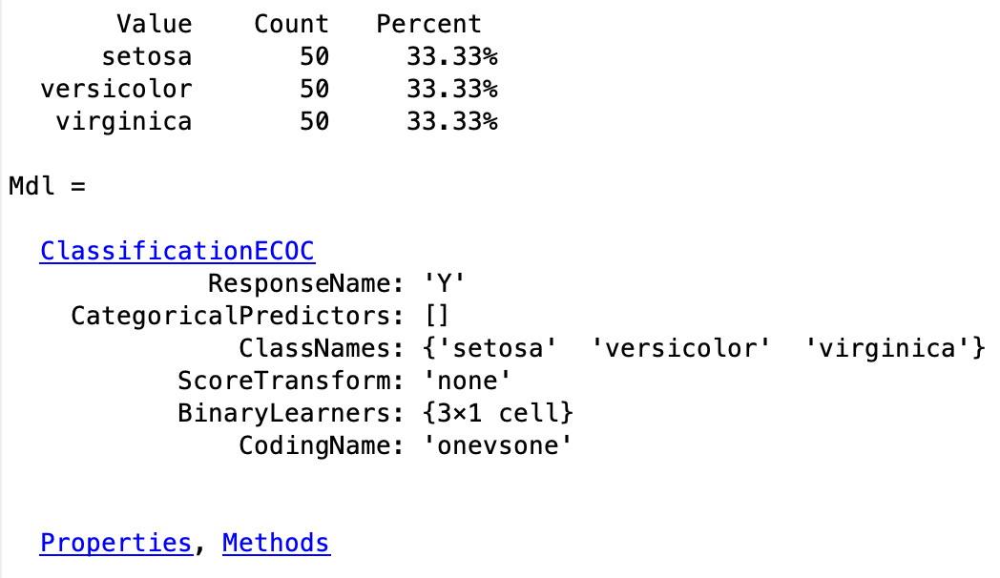 Value    Count   Percent
setosa       50     33.33%
versicolor       50     33.33%
virginica       50     33.33%
Mdl =
ClassificationECOC
ResponseName: 'Y'
CategoricalPredictors: []
ClassNames: {'setosa'  'versicolor'  'virginica'}
ScoreTransform: 'none'
BinaryLearners: {3×1 cell}
CodingName: 'onevsone'
Properties, Methods